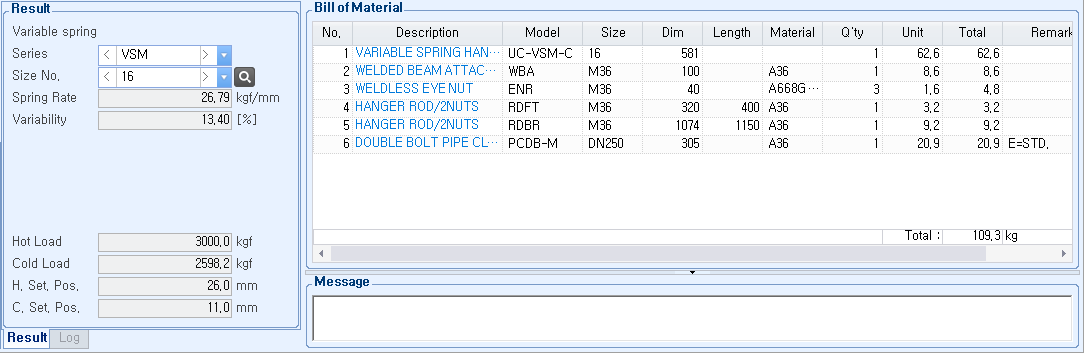 Result
Variable spring
Series < VSM >
Size No. < 16 >
Spring Rate 26.79 kgf/mm
Variability 13.40 [%]
Hot Load 3000.0 kgf
Cold Load 2598.2 kgf
H. Set. Pos. 26.0 mm
C. Set. Pos. 11.0 mm
Result Log
Bill of Material
No. Description Model Size Dim Length Material Q'ty Unit Total Remark
1 VARIABLE SPRING HAN··· UC-VSM-C 16 581 1 62.6 62.6
2 WELDED BEAM ATTAC··· WBA M36 100 A36 1 8.6 8.6
3 WELDLESS EYE NUT ENR M36 40 A668G··· 3 1.6 4.8
4 HANGER ROD/2NUTS RDFT M36 320 400 A36 1 3.2 3.2
5 HANGER ROD/2NUTS RDBR M36 1074 1150 A36 1 9.2 9.2
6 DOUBLE BOLT PIPE CL··· PCDB-M DN250 305 A36 1 20.9 20.9 E=STD.
Total : 109.3 kg
Message